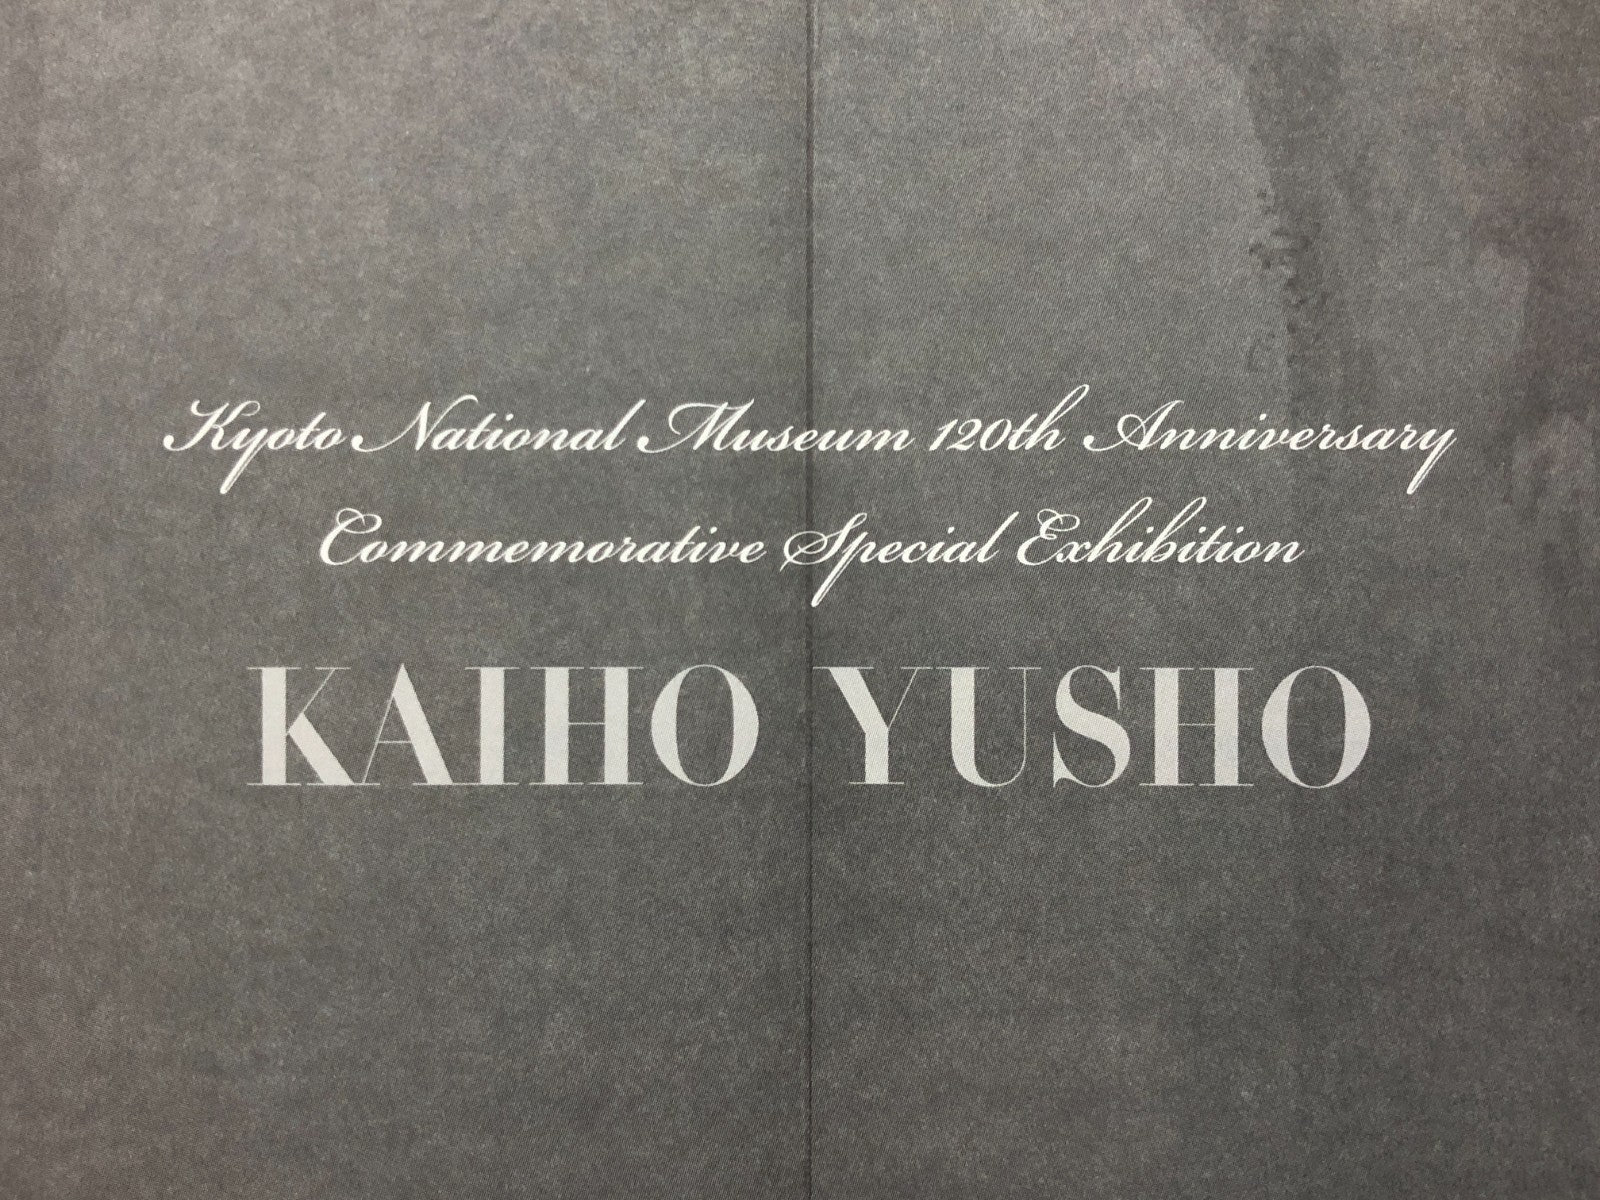 Kyoto National Museum 120th Anniversary
Commemorative Special Exhibition
KAIHO YUSHO